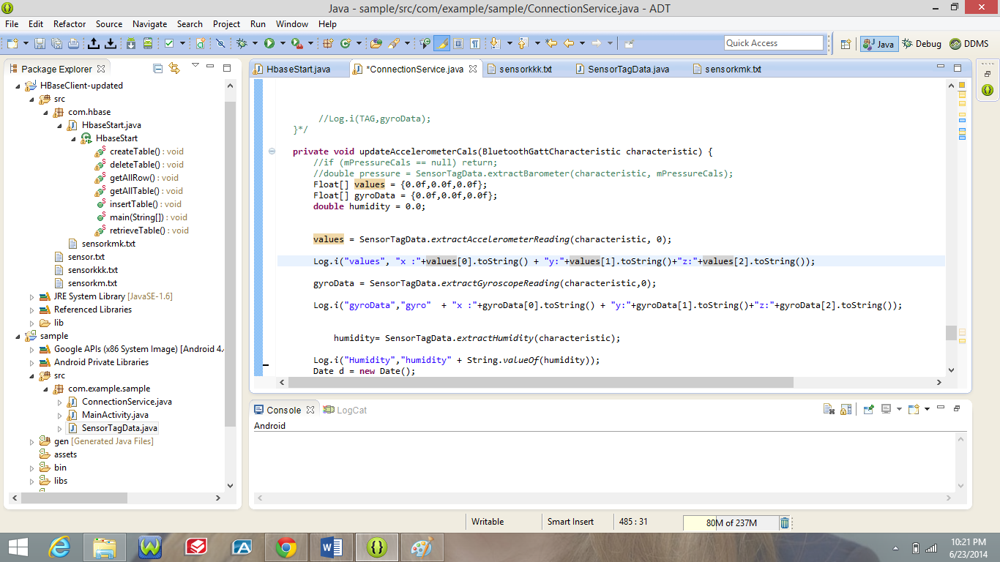 Java - sample/src/com/example/sample/ConnectionService.java - ADT
File Edit Refactor Source Navigate Search Project Run Window Help
Quick Access
Java Debug DDMS
Package Explorer
HbaseStart.java *ConnectionService.java sensorkkk.txt SensorTagData.java sensorkmk.txt
HBaseClient-updated
src
com.hbase
HbaseStart.java
HbaseStart
createTable() : void
deleteTable() : void
getAllRow() : void
getAllTable() : void
insertTable() : void
main(String[]) : void
retrieveTable() : void
sensorkmk.txt
sensor.txt
sensorkkk.txt
sensorkm.txt
JRE System Library [JavaSE-1.6]
Referenced Libraries
lib
sample
Google APIs (x86 System Image) [Android 4.
Android Private Libraries
src
com.example.sample
ConnectionService.java
MainActivity.java
SensorTagData.java
gen [Generated Java Files]
assets
bin
libs
//Log.i(TAG,gyroData);
}*/
private void updateAccelerometerCals(BluetoothGattCharacteristic characteristic) {
//if (mPressureCals == null) return;
//double pressure = SensorTagData.extractBarometer(characteristic, mPressureCals);
Float[] values = {0.0f,0.0f,0.0f};
Float[] gyroData = {0.0f,0.0f,0.0f};
double humidity = 0.0;
values = SensorTagData.extractAccelerometerReading(characteristic, 0);
Log.i("values", "x :"+values[0].toString() + "y:"+values[1].toString()+"z:"+values[2].toString());
gyroData = SensorTagData.extractGyroscopeReading(characteristic,0);
Log.i("gyroData","gyro"  + "x :"+gyroData[0].toString() + "y:"+gyroData[1].toString()+"z:"+gyroData[2].toString());
humidity= SensorTagData.extractHumidity(characteristic);
Log.i("Humidity","humidity" + String.valueOf(humidity));
Date d = new Date();
Console LogCat
Android
Writable Smart Insert 485 : 31 80M of 237M
10:21 PM
6/23/2014